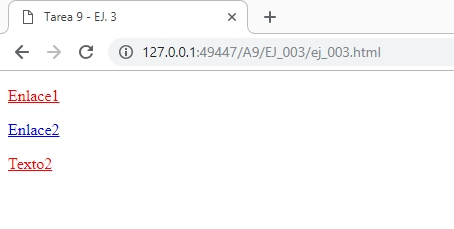 Tarea 9 - EJ. 3
127.0.0.1:49447/A9/EJ_003/ej_003.html
Enlace1
Enlace2
Texto2